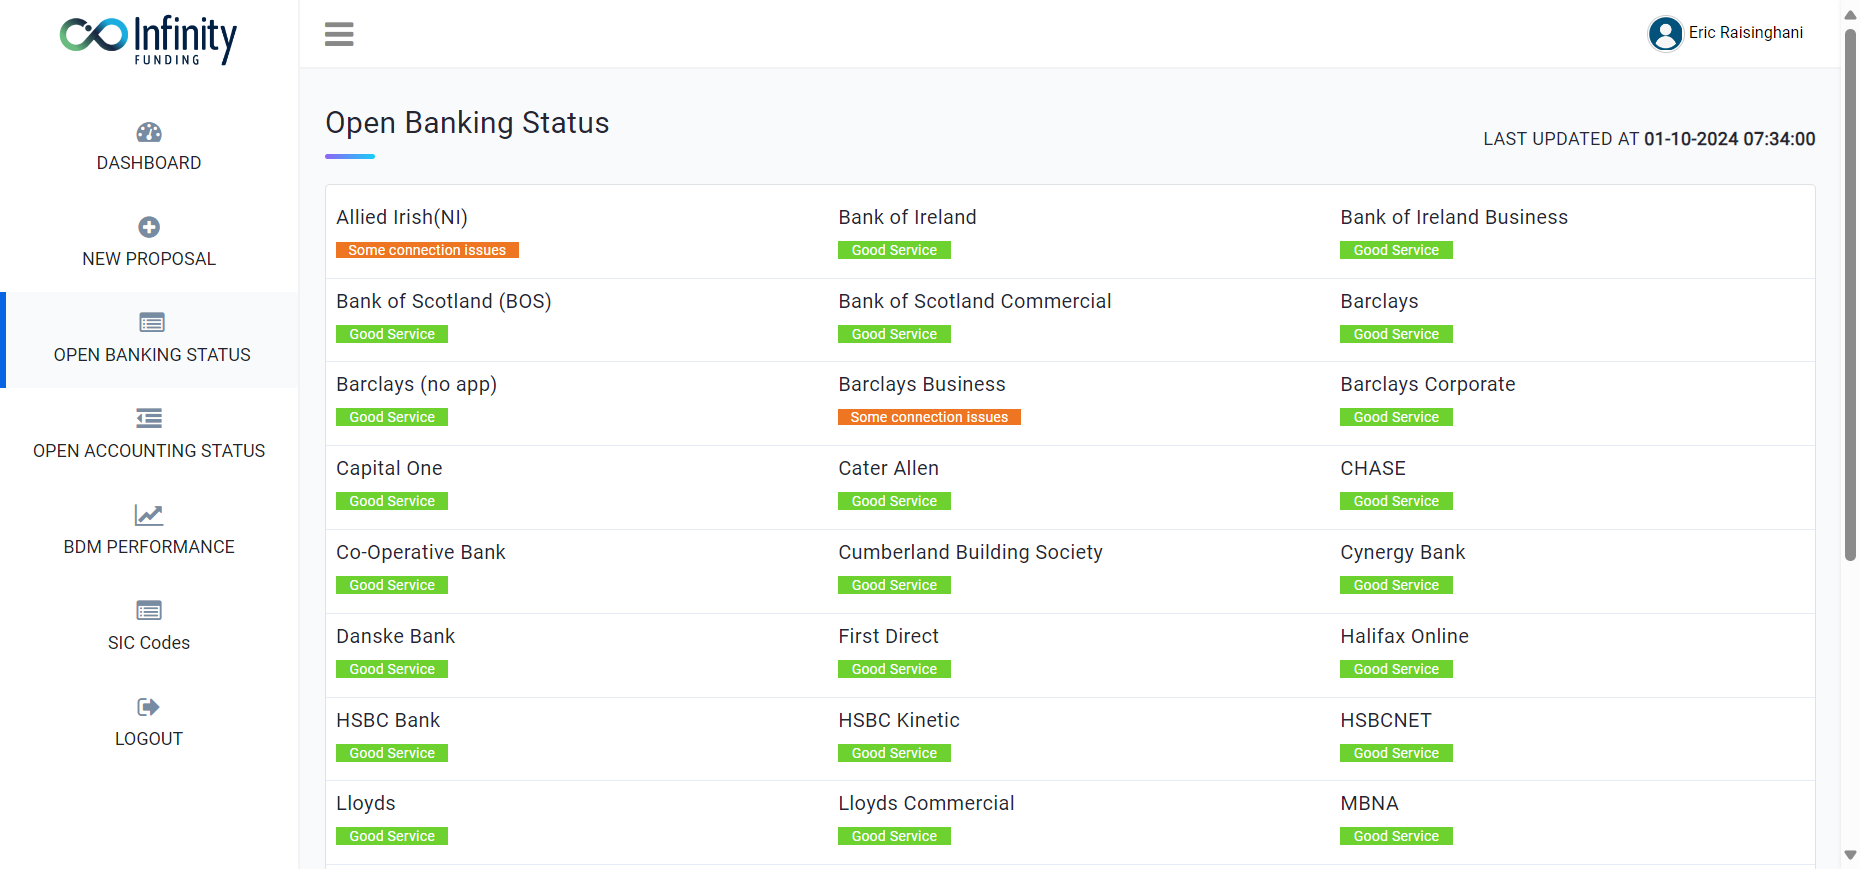 Infinity
FUNDING
Eric Raisinghani
DASHBOARD
NEW PROPOSAL
OPEN BANKING STATUS
OPEN ACCOUNTING STATUS
BDM PERFORMANCE
SIC Codes
LOGOUT
Open Banking Status
LAST UPDATED AT 01-10-2024 07:34:00
Allied Irish(NI) Bank of Ireland Bank of Ireland Business
Some connection issues Good Service Good Service
Bank of Scotland (BOS) Bank of Scotland Commercial Barclays
Good Service Good Service Good Service
Barclays (no app) Barclays Business Barclays Corporate
Good Service Some connection issues Good Service
Capital One Cater Allen CHASE
Good Service Good Service Good Service
Co-Operative Bank Cumberland Building Society Cynergy Bank
Good Service Good Service Good Service
Danske Bank First Direct Halifax Online
Good Service Good Service Good Service
HSBC Bank HSBC Kinetic HSBCNET
Good Service Good Service Good Service
Lloyds Lloyds Commercial MBNA
Good Service Good Service Good Service